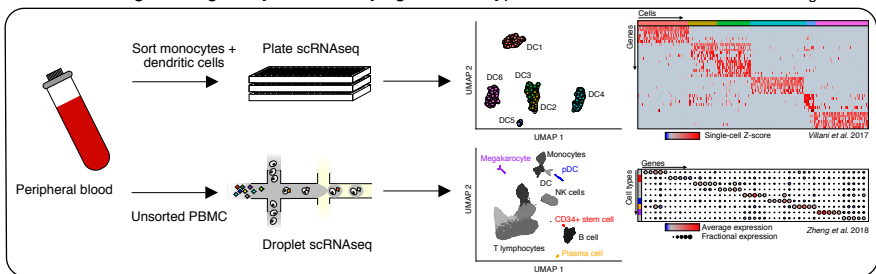 Sort monocytes +
dendritic cells
Plate scRNAseq
Peripheral blood
Unsorted PBMC
Droplet scRNAseq
UMAP 2
DC1
DC6
DC3
DC4
DC2
DC5
UMAP 1
Cells
Genes
Single-cell Z-score
Villani et al. 2017
UMAP 2
Megakarocyte
Monocytes
pDC
DC
NK cells
CD34+ stem cell
B cell
T lymphocytes
Plasma cell
UMAP 1
Genes
Cell types
Average expression
Fractional expression
Zheng et al. 2018